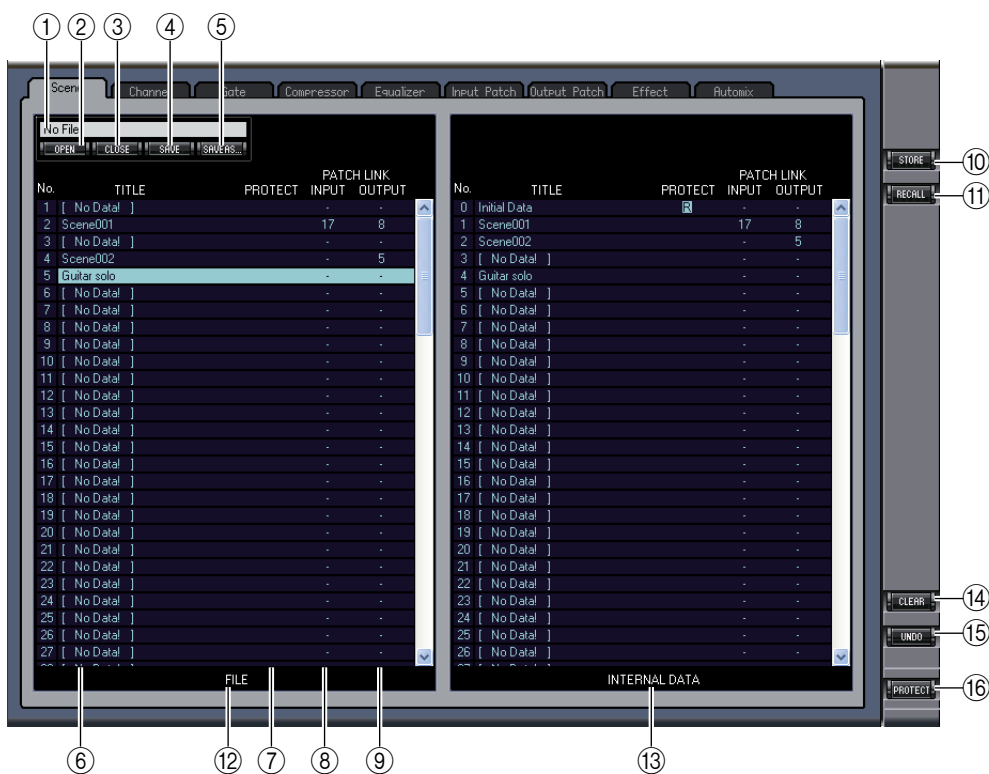 ① ② ③ ④ ⑤
Scene Channel Gate Compressor Equalizer Input Patch Output Patch Effect Automix
No File
OPEN CLOSE SAVE SAVE AS...
STORE ⑩
RECALL ⑪
PATCH LINK
No. TITLE PROTECT INPUT OUTPUT
1 [ No Data! ] - -
2 Scene001 17 8
3 [ No Data! ] - -
4 Scene002 - 5
5 Guitar solo - -
6 [ No Data! ] - -
7 [ No Data! ] - -
8 [ No Data! ] - -
9 [ No Data! ] - -
10 [ No Data! ] - -
11 [ No Data! ] - -
12 [ No Data! ] - -
13 [ No Data! ] - -
14 [ No Data! ] - -
15 [ No Data! ] - -
16 [ No Data! ] - -
17 [ No Data! ] - -
18 [ No Data! ] - -
19 [ No Data! ] - -
20 [ No Data! ] - -
21 [ No Data! ] - -
22 [ No Data! ] - -
23 [ No Data! ] - -
24 [ No Data! ] - -
25 [ No Data! ] - -
26 [ No Data! ] - -
27 [ No Data! ] - -
FILE
PATCH LINK
No. TITLE PROTECT INPUT OUTPUT
0 Initial Data R - -
1 Scene001 17 8
2 Scene002 - 5
3 [ No Data! ] - -
4 Guitar solo - -
5 [ No Data! ] - -
6 [ No Data! ] - -
7 [ No Data! ] - -
8 [ No Data! ] - -
9 [ No Data! ] - -
10 [ No Data! ] - -
11 [ No Data! ] - -
12 [ No Data! ] - -
13 [ No Data! ] - -
14 [ No Data! ] - -
15 [ No Data! ] - -
16 [ No Data! ] - -
17 [ No Data! ] - -
18 [ No Data! ] - -
19 [ No Data! ] - -
20 [ No Data! ] - -
21 [ No Data! ] - -
22 [ No Data! ] - -
23 [ No Data! ] - -
24 [ No Data! ] - -
25 [ No Data! ] - -
26 [ No Data! ] - -
INTERNAL DATA
CLEAR ⑭
UNDO ⑮
PROTECT ⑯
⑥ ⑫ ⑦ ⑧ ⑨ ⑬